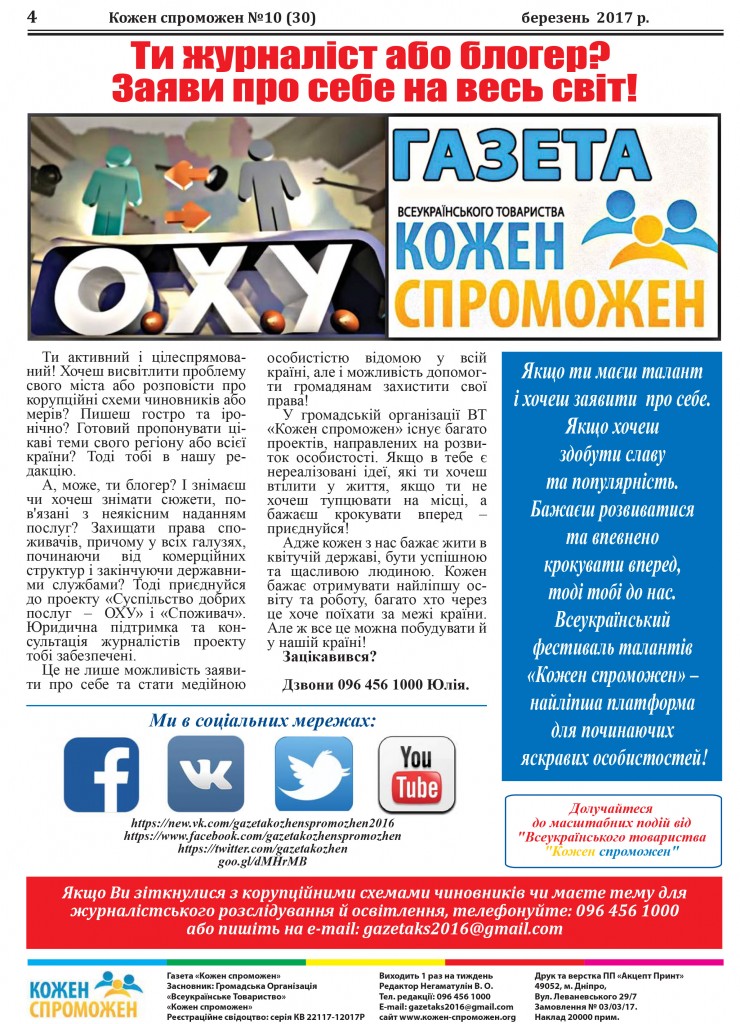 4 Кожен спроможен №10 (30) березень 2017 р.
Ти журналіст або блогер?
Заяви про себе на весь світ!
О.Х.У.
ГАЗЕТА
ВСЕУКРАЇНСЬКОГО ТОВАРИСТВА
КОЖЕН
СПРОМОЖЕН
Ти активний і цілеспрямова-
ний! Хочеш висвітлити проблему
свого міста або розповісти про
корупційні схеми чиновників або
мерів? Пишеш гостро та іро-
нічно? Готовий пропонувати ці-
каві теми свого регіону або всієї
країни? Тоді тобі в нашу ре-
дакцію.
А, може, ти блогер? І знімаєш
чи хочеш знімати сюжети, по-
в'язані з неякісним наданням
послуг? Захищати права спо-
живачів, причому у всіх галузях,
починаючи від комерційних
структур і закінчуючи державни-
ми службами? Тоді приєднуйся
до проекту «Суспільство добрих
послуг – ОХУ» і «Споживач».
Юридична підтримка та кон-
сультація журналістів проекту
тобі забезпечені.
Це не лише можливість заяви-
ти про себе та стати медійною
особистістю відомою у всій
країні, але і можливість допомог-
ти громадянам захистити свої
права!
У громадській організації ВТ
«Кожен спроможен» існує багато
проектів, направлених на розви-
ток особистості. Якщо в тебе є
нереалізовані ідеї, які ти хочеш
втілити у життя, якщо ти не
хочеш тупцювати на місці, а
бажаєш крокувати вперед –
приєднуйся!
Адже кожен з нас бажає жити в
квітучій державі, бути успішною
та щасливою людиною. Кожен
бажає отримувати найліпшу ос-
віту та роботу, багато хто через
це хоче поїхати за межі країни.
Але ж все це можна побудувати й
у нашій країні!
Зацікавився?
Дзвони 096 456 1000 Юлія.
Якщо ти маєш талант
і хочеш заявити про себе.
Якщо хочеш
здобути славу
та популярність.
Бажаєш розвиватися
та впевнено
крокувати вперед,
тоді тобі до нас.
Всеукраїнський
фестиваль талантів
«Кожен спроможен» –
найліпша платформа
для починаючих
яскравих особистостей!
Ми в соціальних мережах:
f
VK
You
Tube
https://new.vk.com/gazetakozhenspromozhen2016
https://www.facebook.com/gazetakozhenspromozhen
https://twitter.com/gazetakozhen
goo.gl/dMHrMB
Долучайтеся
до масштабних подій від
"Всеукраїнського товариства
"Кожен спроможен"
Якщо Ви зіткнулися з корупційними схемами чиновників чи маєте тему для
журналістського розслідування й освітлення, телефонуйте: 096 456 1000
або пишіть на e-mail: gazetaks2016@gmail.com
КОЖЕН
СПРОМОЖЕН
Газета «Кожен спроможен»
Засновник: Громадська Організація
«Всеукраїнське Товариство»
«Кожен спроможен»
Реєстраційне свідоцтво: серія КВ 22117-12017Р
Виходить 1 раз на тиждень
Редактор Негаматулін В. О.
Тел. редакції: 096 456 1000
E-mail: gazetaks2016@gmail.com
сайт www.кожен-спроможен.org
Друк та верстка ПП «Акцепт Принт»
49052, м. Дніпро,
Вул. Леваневського 29/7
Замовлення № 03/03/17.
Наклад 20000 прим.